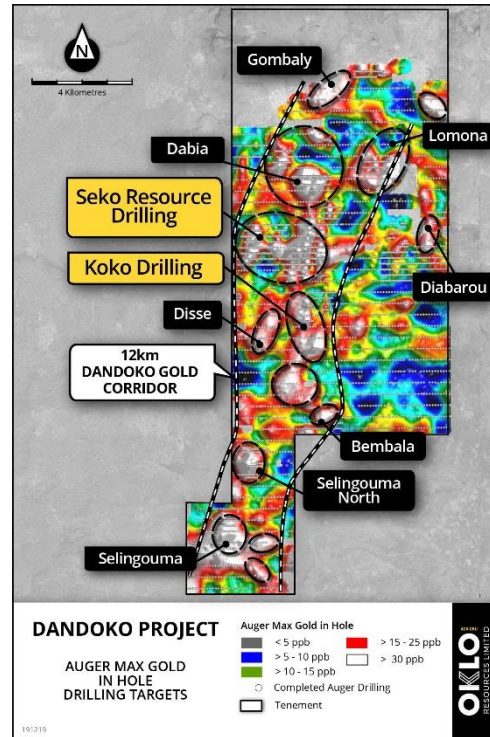 N
4 Kilometres
Gombaly
Lomona
Dabia
Seko Resource
Drilling
Koko Drilling
Diabarou
Disse
12km
DANDOKO GOLD
CORRIDOR
Bembala
Selingouma
North
Selingouma
DANDOKO PROJECT
AUGER MAX GOLD
IN HOLE
DRILLING TARGETS
Auger Max Gold in Hole
< 5 ppb
> 5 - 10 ppb
> 10 - 15 ppb
> 15 - 25 ppb
> 30 ppb
Completed Auger Drilling
Tenement
OKLO
RESOURCES LIMITED
191219